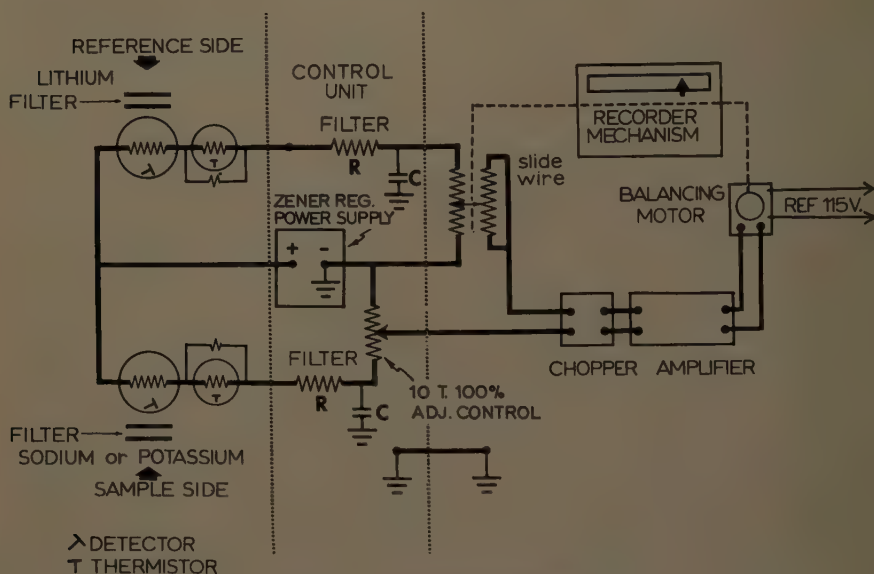 REFERENCE SIDE
LITHIUM
FILTER
CONTROL
UNIT
FILTER
R
C
λ
T
ZENER REG.
POWER SUPPLY
+ -
slide
wire
RECORDER
MECHANISM
BALANCING
MOTOR
REF 115V.
CHOPPER
AMPLIFIER
FILTER
R
C
λ
T
10 T. 100%
ADJ. CONTROL
FILTER
SODIUM or POTASSIUM
SAMPLE SIDE
λ DETECTOR
T THERMISTOR